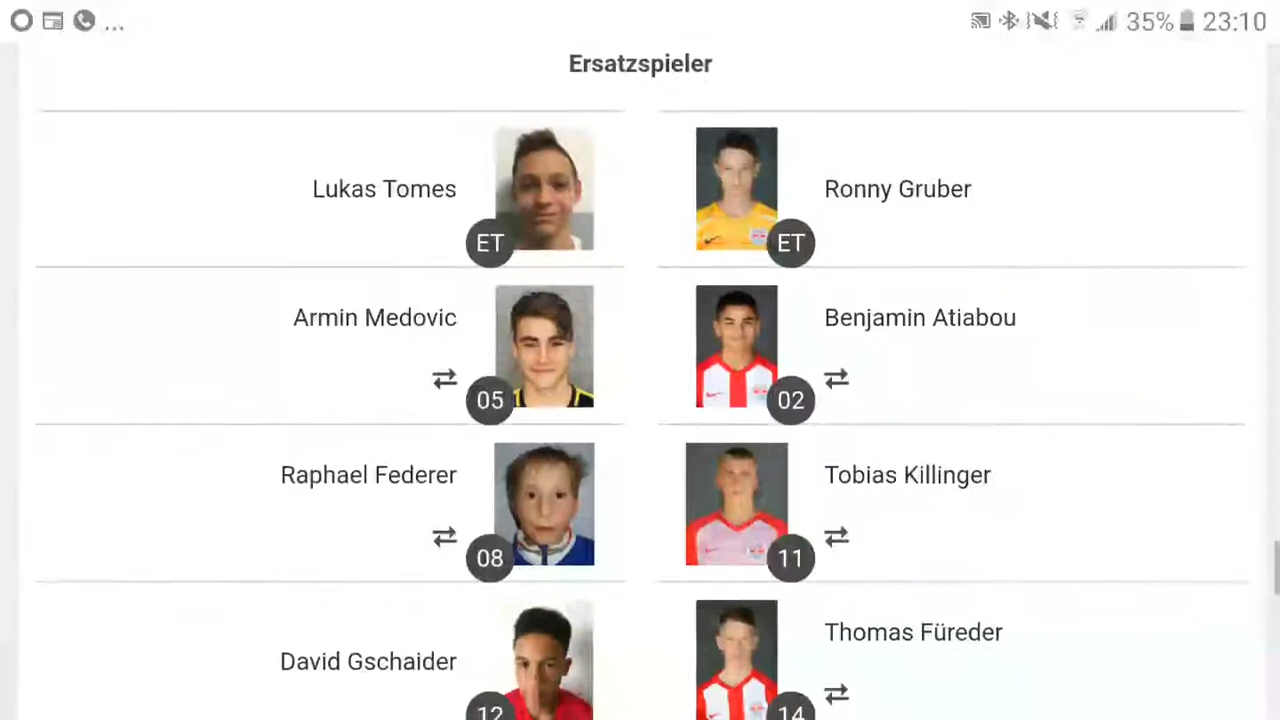 ... 35% 23:10
Ersatzspieler
Lukas Tomes ET ET Ronny Gruber
Armin Medovic 05 02 Benjamin Atiabou
Raphael Federer 08 11 Tobias Killinger
David Gschaider 12 14 Thomas Füreder